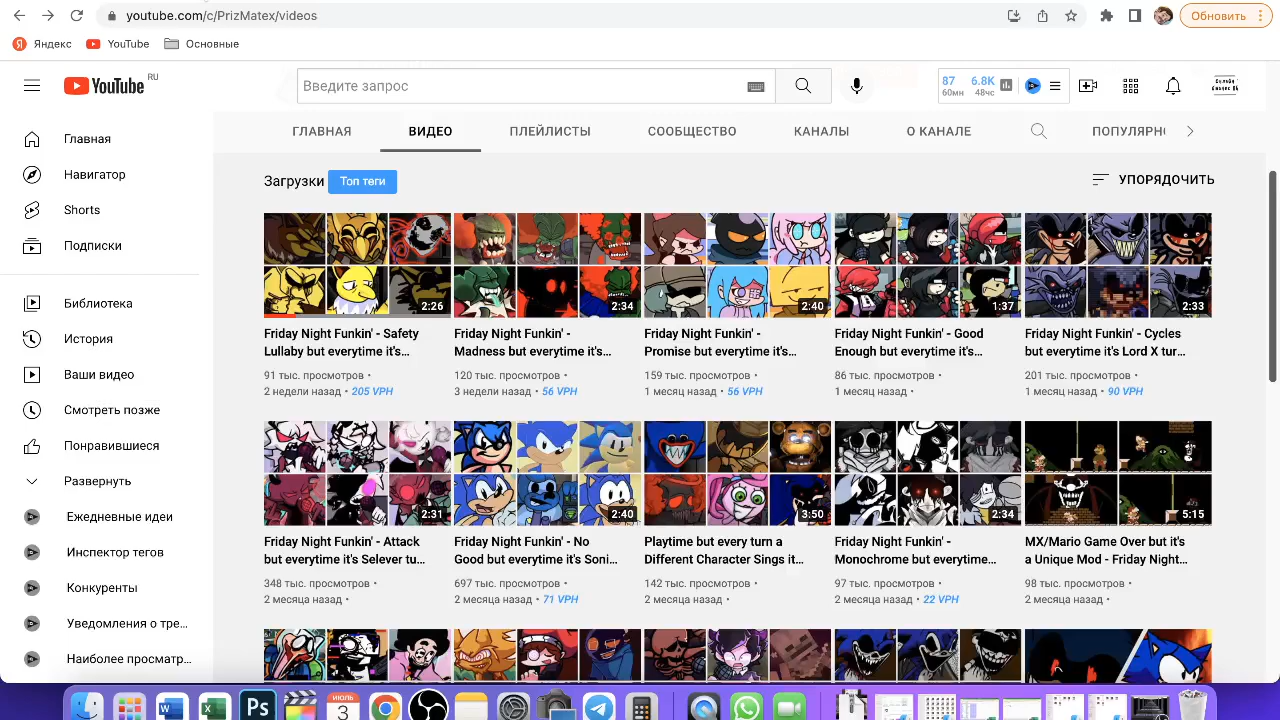 youtube.com/c/PrizMatex/videos
Обновить
Яндекс
YouTube
Основные
YouTube RU
Введите запрос
87
60мн
6.8K
48чс
ГЛАВНАЯ
ВИДЕО
ПЛЕЙЛИСТЫ
СООБЩЕСТВО
КАНАЛЫ
О КАНАЛЕ
ПОПУЛЯРН
Главная
Навигатор
Shorts
Подписки
Библиотека
История
Ваши видео
Смотреть позже
Понравившиеся
Развернуть
Ежедневные идеи
Инспектор тегов
Конкуренты
Уведомления о тре...
Наиболее просматр...
Загрузки
Топ теги
УПОРЯДОЧИТЬ
2:26
Friday Night Funkin' - Safety
Lullaby but everytime it's...
91 тыс. просмотров •
2 недели назад • 205 VPH
2:34
Friday Night Funkin' -
Madness but everytime it's...
120 тыс. просмотров •
3 недели назад • 56 VPH
2:40
Friday Night Funkin' -
Promise but everytime it's...
159 тыс. просмотров •
1 месяц назад • 56 VPH
1:37
Friday Night Funkin' - Good
Enough but everytime it's...
86 тыс. просмотров •
1 месяц назад •
2:33
Friday Night Funkin' - Cycles
but everytime it's Lord X tur...
201 тыс. просмотров •
1 месяц назад • 90 VPH
2:31
Friday Night Funkin' - Attack
but everytime it's Selever tu...
348 тыс. просмотров •
2 месяца назад •
2:40
Friday Night Funkin' - No
Good but everytime it's Soni...
697 тыс. просмотров •
2 месяца назад • 71 VPH
3:50
Playtime but every turn a
Different Character Sings it...
142 тыс. просмотров •
2 месяца назад •
2:34
Friday Night Funkin' -
Monochrome but everytime...
97 тыс. просмотров •
2 месяца назад • 22 VPH
5:15
MX/Mario Game Over but it's
a Unique Mod - Friday Night...
98 тыс. просмотров •
2 месяца назад •
W
X
Ps
ИЮЛЬ
3